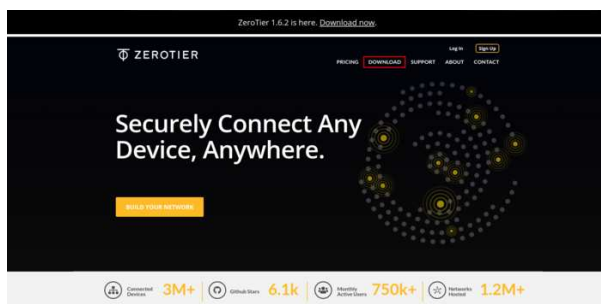 ZeroTier 1.6.2 is here. Download now.
ZEROTIER
Log In
Sign Up
PRICING DOWNLOAD SUPPORT ABOUT CONTACT
Securely Connect Any
Device, Anywhere.
BUILD YOUR NETWORK
Connected
Devices
3M+
Github Stars
6.1k
Monthly
Active Users
750k+
Networks
Hosted
1.2M+